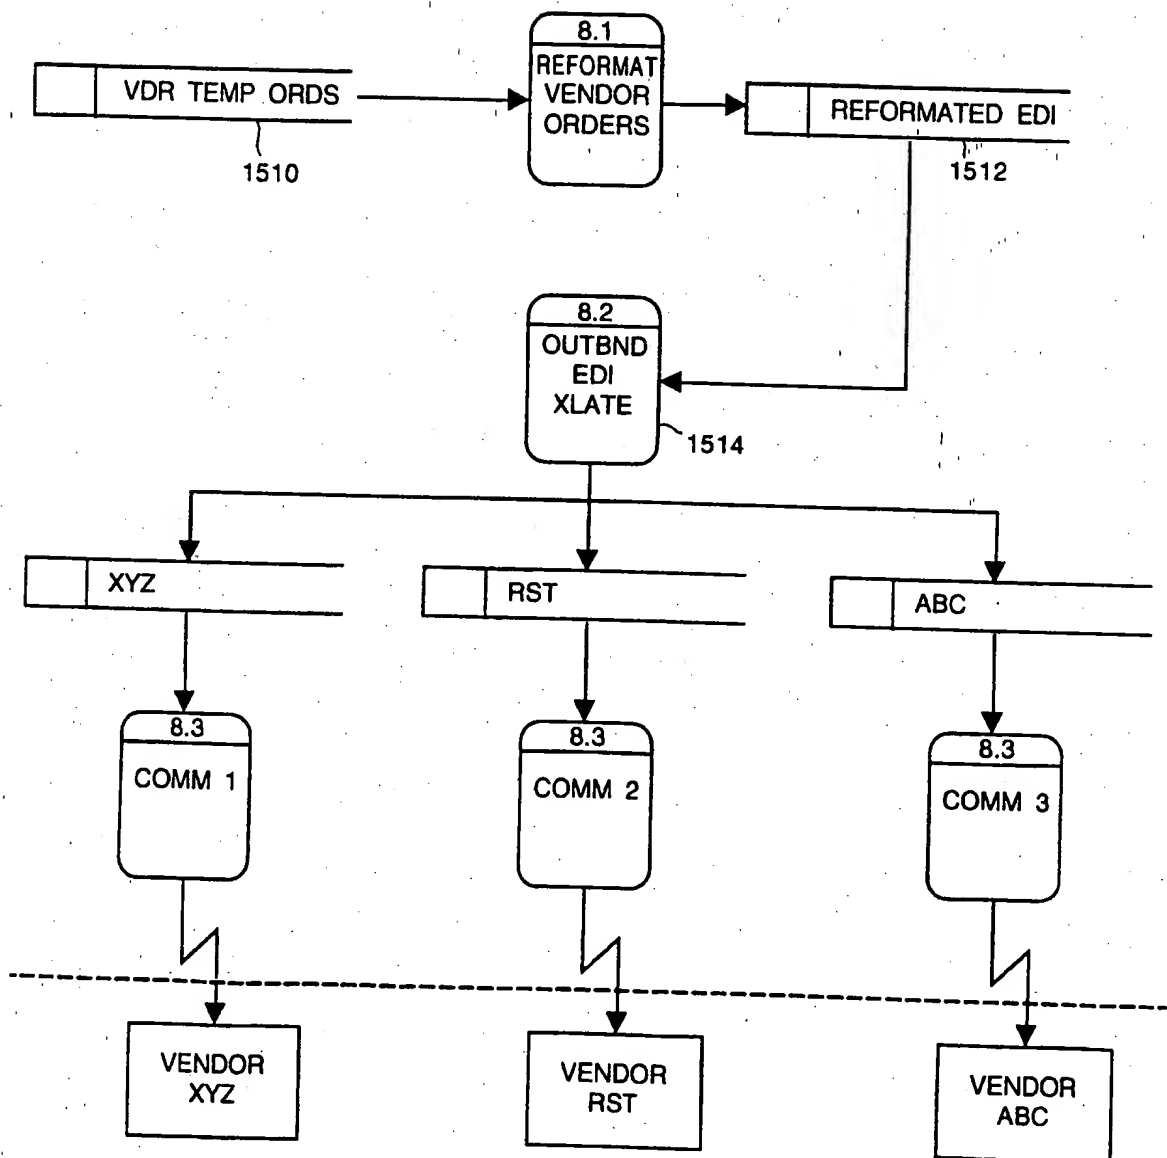 8.1
REFORMAT
VENDOR
ORDERS
VDR TEMP ORDS
1510
REFORMATED EDI
1512
8.2
OUTBND
EDI
XLATE
1514
XYZ
RST
ABC
8.3
COMM 1
8.3
COMM 2
8.3
COMM 3
VENDOR
XYZ
VENDOR
RST
VENDOR
ABC